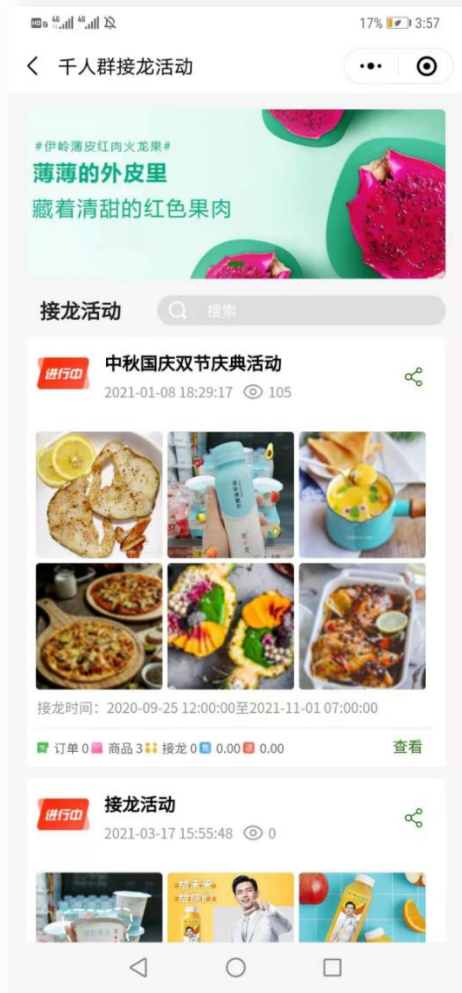 17% 3:57
千人群接龙活动
#伊岭薄皮红肉火龙果#
薄薄的外皮里
藏着清甜的红色果肉
接龙活动 搜索
进行中 中秋国庆双节庆典活动
2021-01-08 18:29:17 105
接龙时间：2020-09-25 12:00:00至2021-11-01 07:00:00
订单 0 商品 3 接龙 0 0.00 0.00 查看
进行中 接龙活动
2021-03-17 15:55:48 0
给未来